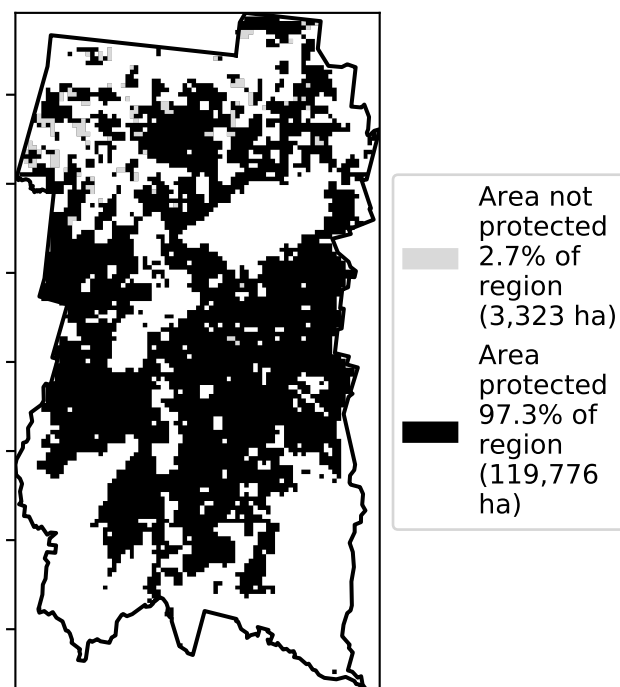 Area not
protected
2.7% of
region
(3,323 ha)
Area
protected
97.3% of
region
(119,776
ha)